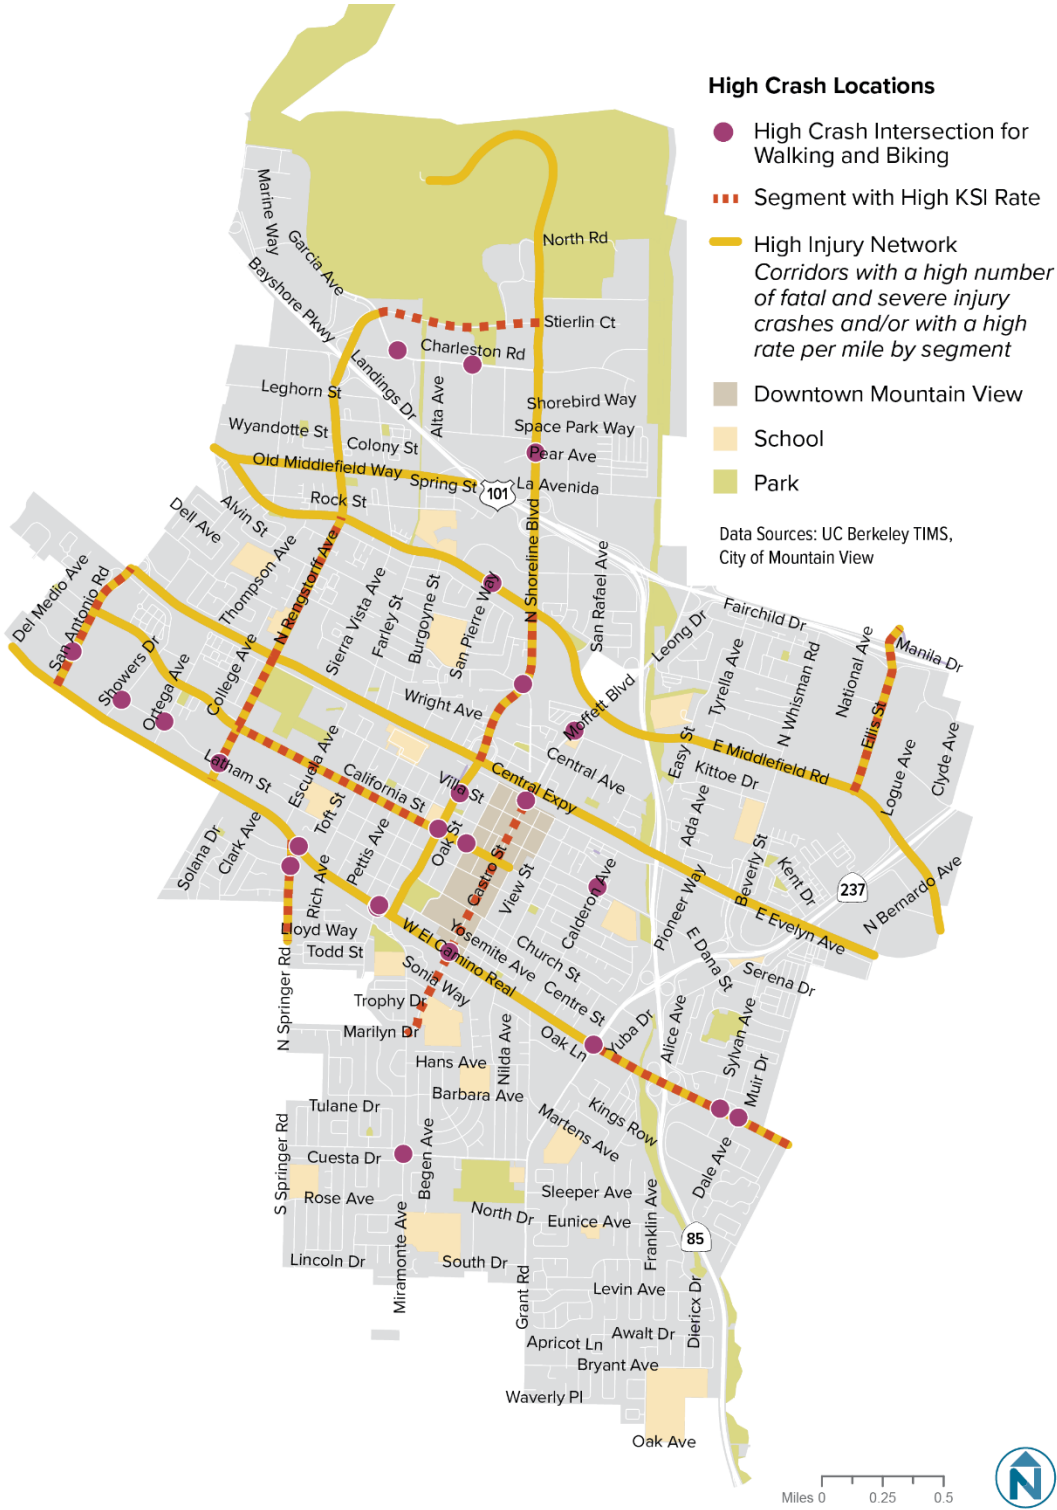 High Crash Locations
High Crash Intersection for
Walking and Biking
Segment with High KSI Rate
High Injury Network
Corridors with a high number
of fatal and severe injury
crashes and/or with a high
rate per mile by segment
Downtown Mountain View
School
Park
Data Sources: UC Berkeley TIMS,
City of Mountain View
Marine Way
Garcia Ave
Bayshore Pkwy
North Rd
Stierlin Ct
Charleston Rd
Landings Dr
Alta Ave
Leghorn St
Shorebird Way
Wyandotte St
Space Park Way
Colony St
Pear Ave
Old Middlefield Way
Spring St
101
La Avenida
Rock St
Alvin St
Dell Ave
N Shoreline Blvd
Thompson Ave
N Rengstorff Ave
San Rafael Ave
Del Medio Ave
San Antonio Rd
Sierra Vista Ave
Farley St
Burgoyne St
San Pierre Way
Leong Dr
Fairchild Dr
Manila Dr
Showers Dr
Ortega Ave
College Ave
Tyrella Ave
N Whisman Rd
National Ave
Wright Ave
Moffett Blvd
Ellis St
Easy St
E Middlefield Rd
Logue Ave
Clyde Ave
Latham St
Escuela Ave
California St
Villa St
Central Expy
Central Ave
Kittoe Dr
Toft St
Ada Ave
Solana Dr
Clark Ave
Pettis Ave
Oak St
Castro St
View St
Rich Ave
Calderon Ave
Pioneer Way
Beverly St
Kent Dr
237
N Bernardo Ave
E Evelyn Ave
Lloyd Way
Todd St
W El Camino Real
Yosemite Ave
Church St
E Dana St
Serena Dr
Sonia Way
Centre St
N Springer Rd
Trophy Dr
Marilyn Dr
Oak Ln
Yuba Dr
Alice Ave
Sylvan Ave
Muir Dr
Hans Ave
Nilda Ave
Barbara Ave
Tulane Dr
Martens Ave
Kings Row
S Springer Rd
Begen Ave
Cuesta Dr
Dale Ave
Rose Ave
Sleeper Ave
Miramonte Ave
North Dr
Eunice Ave
Franklin Ave
85
Lincoln Dr
South Dr
Grant Rd
Levin Ave
Diericx Dr
Apricot Ln
Awalt Dr
Bryant Ave
Waverly Pl
Oak Ave
Miles 0 0.25 0.5
N